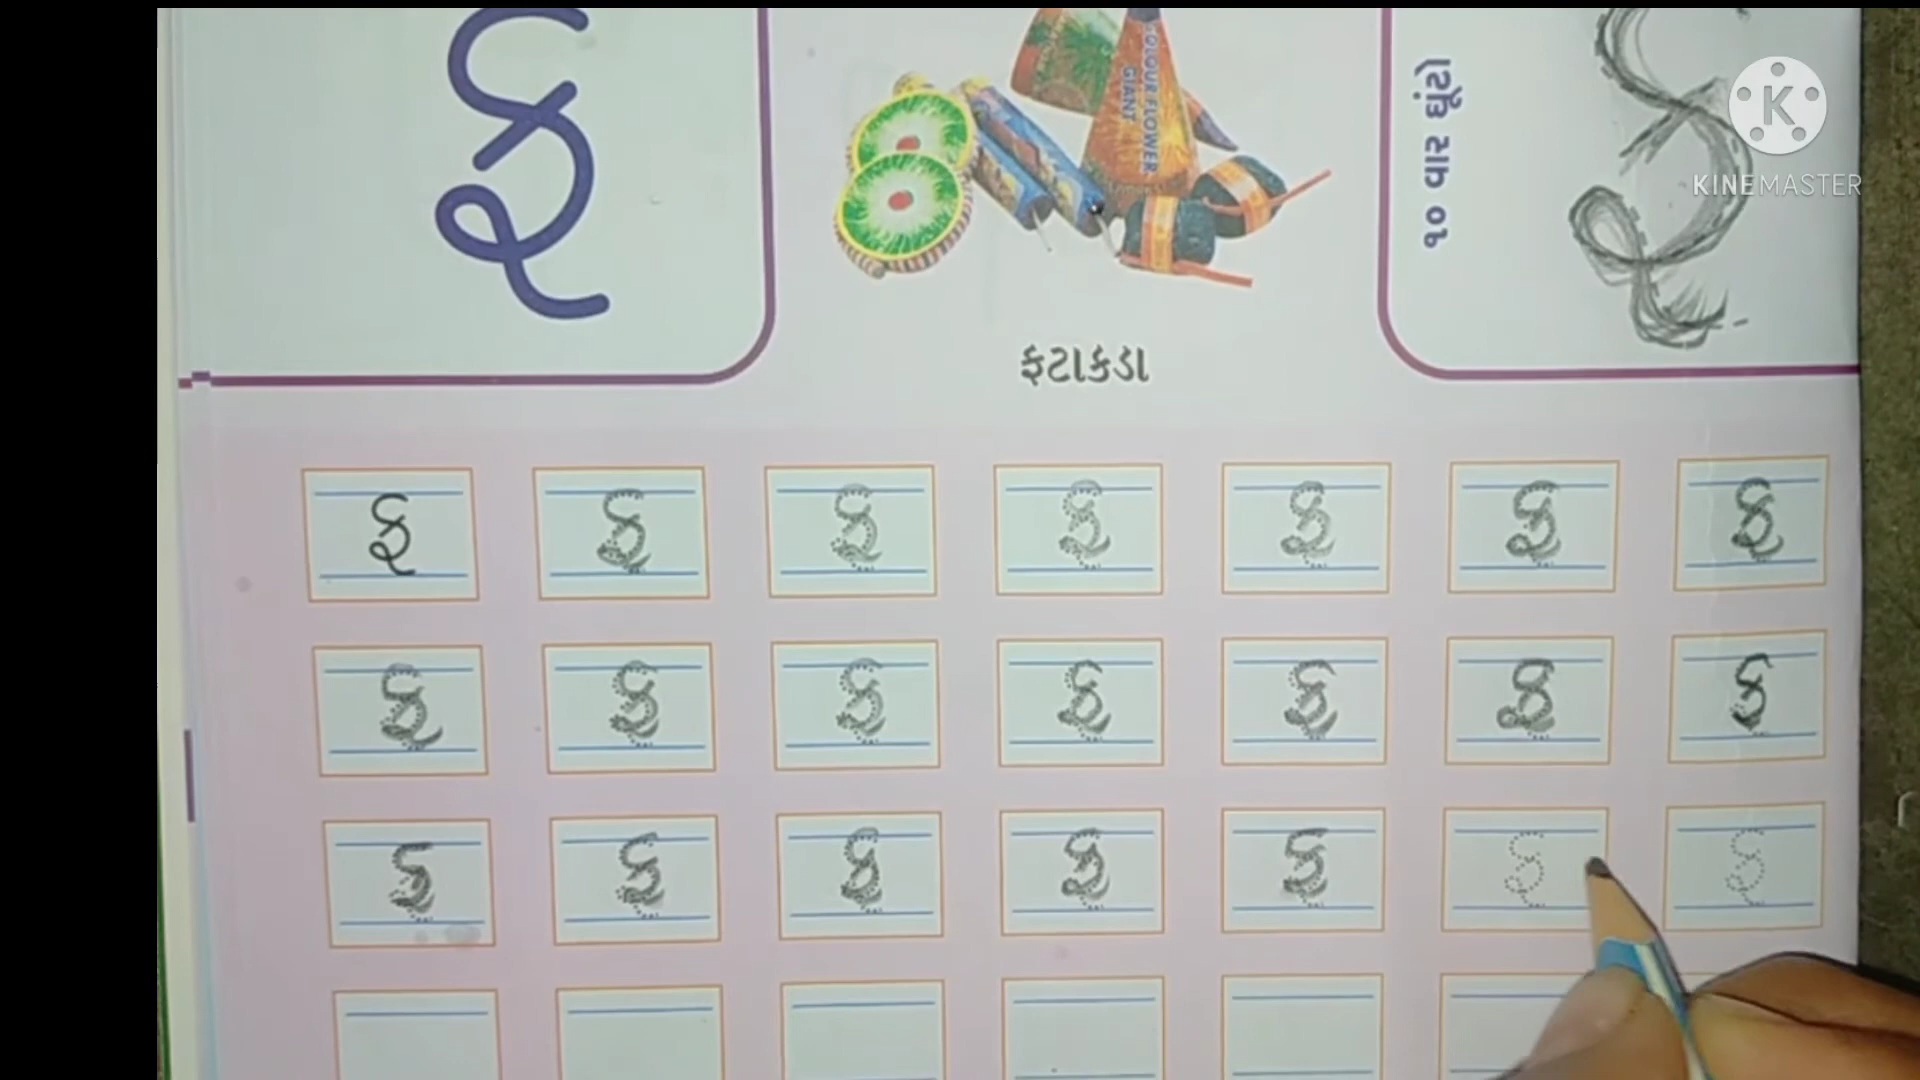 ફ
COLOUR FLOWER
GIANT
૧૦ વાર ઘૂંટો
ફ
KINEMASTER
ફટાકડા
ફ ફ ફ ફ ફ ફ ફ
ફ ફ ફ ફ ફ ફ ફ
ફ ફ ફ ફ ફ ફ ફ